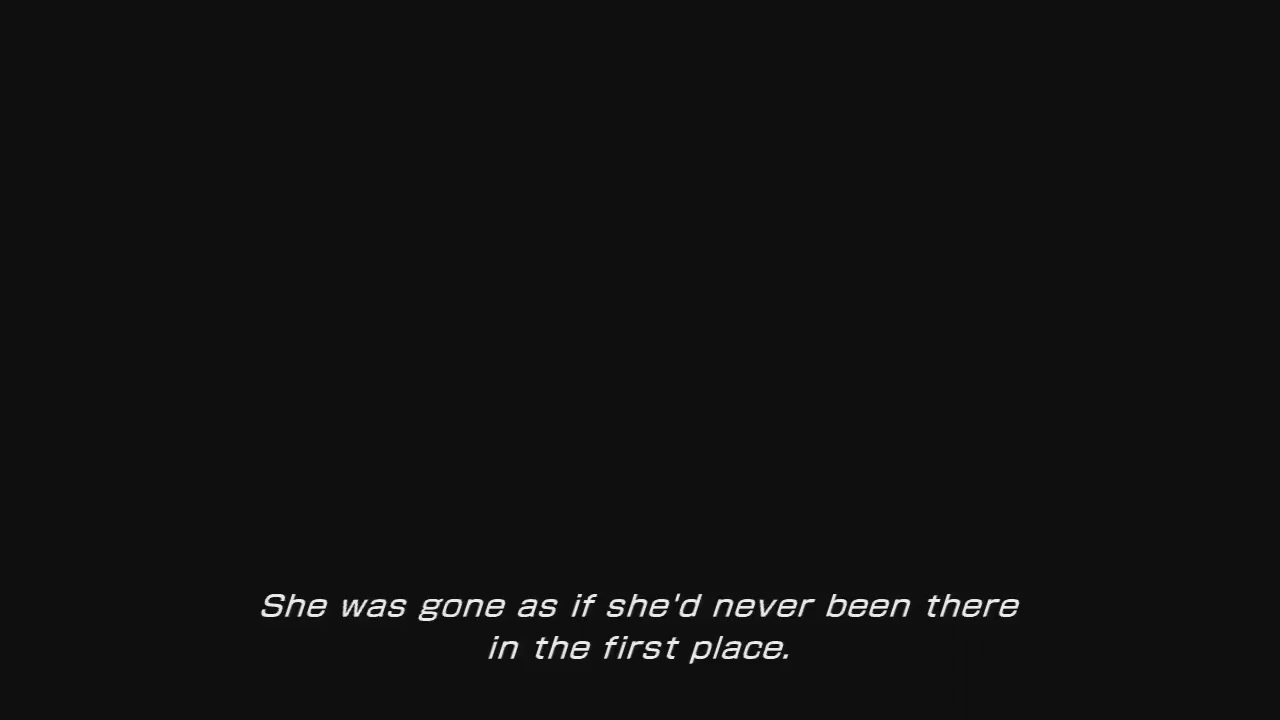 She was gone as if she'd never been there
in the first place.